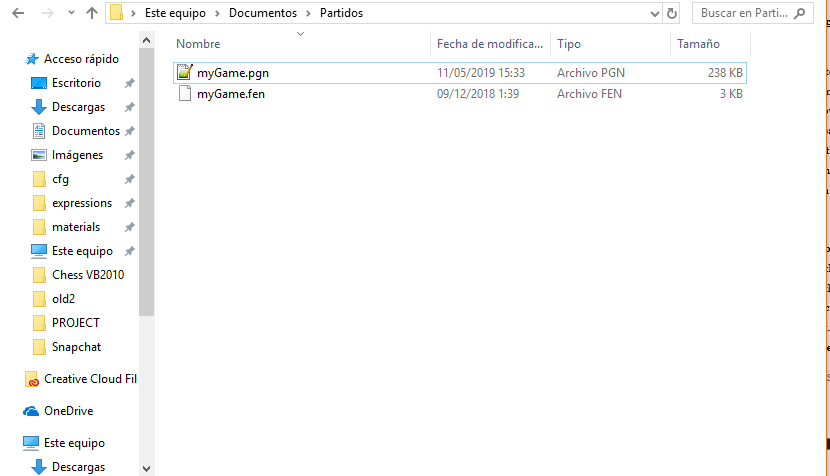 Este equipo > Documentos > Partidos
Buscar en Parti...
Nombre Fecha de modifica... Tipo Tamaño
myGame.pgn 11/05/2019 15:33 Archivo PGN 238 KB
myGame.fen 09/12/2018 1:39 Archivo FEN 3 KB
Acceso rápido
Escritorio
Descargas
Documentos
Imágenes
cfg
expressions
materials
Este equipo
Chess VB2010
old2
PROJECT
Snapchat
Creative Cloud Fil
OneDrive
Este equipo
Descargas